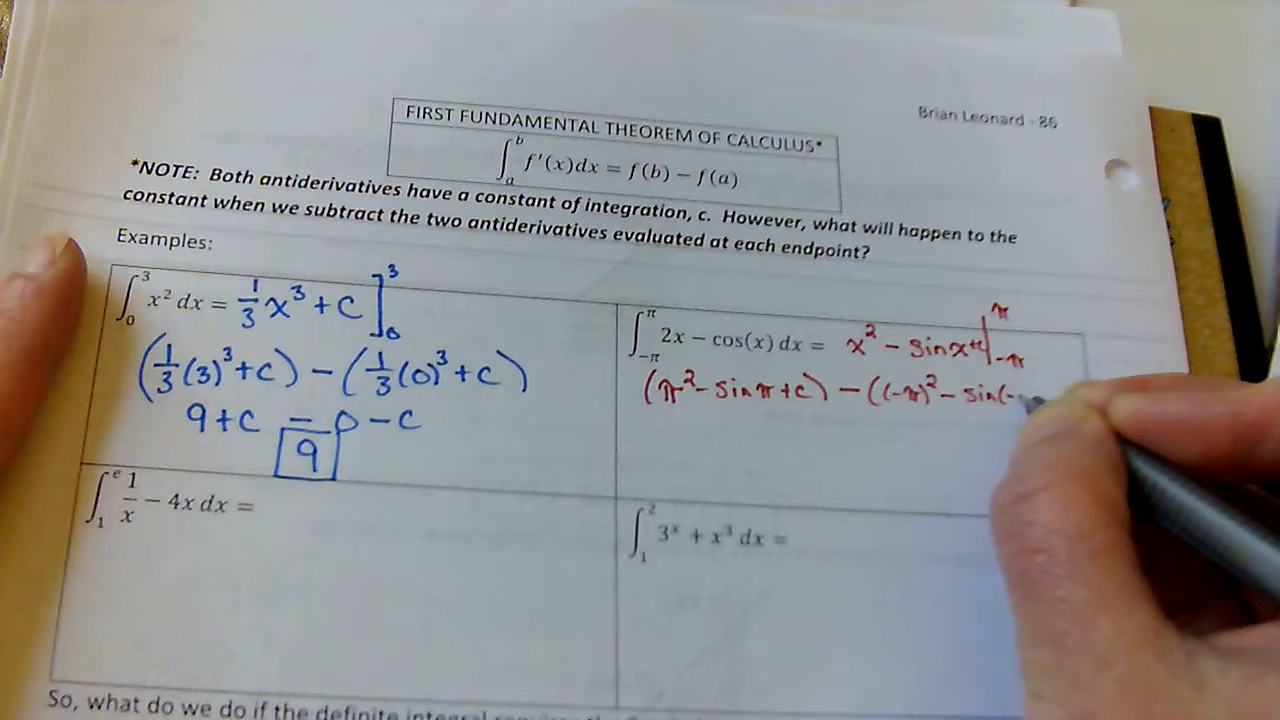 Brian Leonard - 86
FIRST FUNDAMENTAL THEOREM OF CALCULUS*
∫_a^b f'(x)dx = f(b) − f(a)
*NOTE: Both antiderivatives have a constant of integration, c. However, what will happen to the
constant when we subtract the two antiderivatives evaluated at each endpoint?
Examples:
∫_0^3 x² dx = 1/3 x³ + C ]_0^3
(1/3 (3)³ + C) − (1/3 (0)³ + C)
9 + C − 0 − C
9
∫_{-π}^{π} 2x − cos(x) dx = x² − sin x + c |_{-π}^{π}
(π² − sin π + c) − ((-π)² − sin(-
∫_1^e 1/x − 4x dx =
∫_1^2 3ˣ + x³ dx =
So, what do we do if the definite integral